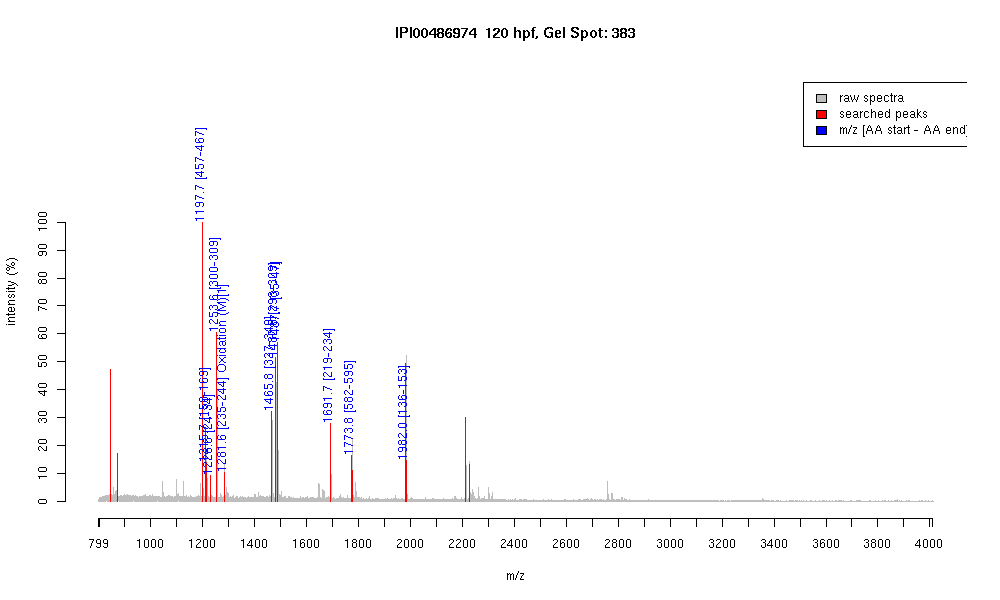 IPI00486974 120 hpf, Gel Spot: 383
raw spectra
searched peaks
m/z [AA start - AA end]
intensity (%)
100
90
80
70
60
50
40
30
20
10
0
1197.7 [457-467]
1253.6 [300-309]
1281.6 [235-244] Oxidation (M)[1]
1465.8 [327-340]
1691.7 [219-234]
1773.8 [582-595]
1982.0 [136-153]
799 1000 1200 1400 1600 1800 2000 2200 2400 2600 2800 3000 3200 3400 3600 3800 4000
m/z